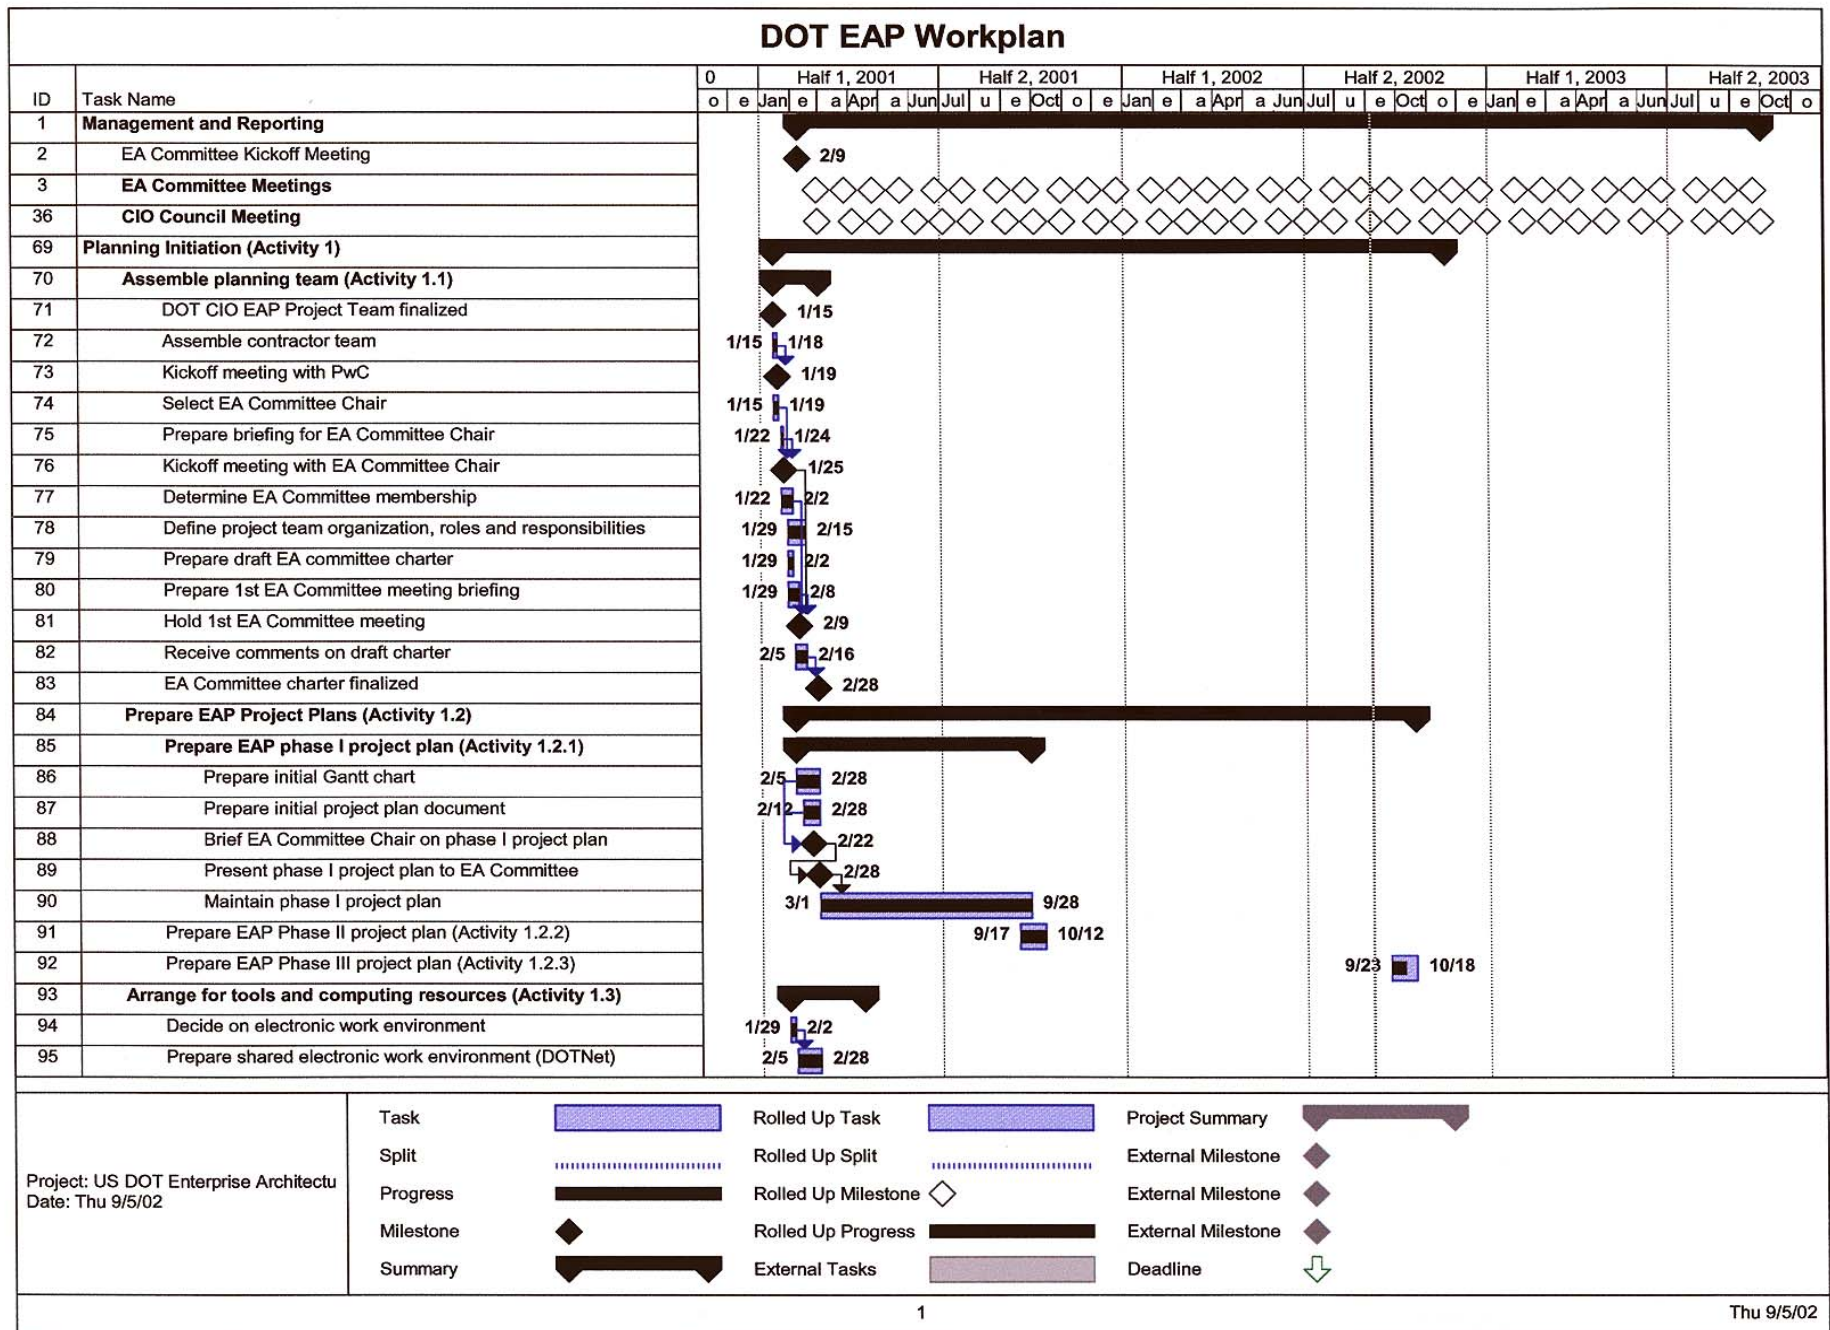 DOT EAP Workplan
0 Half 1, 2001 Half 2, 2001 Half 1, 2002 Half 2, 2002 Half 1, 2003 Half 2, 2003
ID Task Name o e Jan e a Apr a Jun Jul u e Oct o e Jan e a Apr a Jun Jul u e Oct o e Jan e a Apr a Jun Jul u e Oct o
1 Management and Reporting
2 EA Committee Kickoff Meeting 2/9
3 EA Committee Meetings
36 CIO Council Meeting
69 Planning Initiation (Activity 1)
70 Assemble planning team (Activity 1.1)
71 DOT CIO EAP Project Team finalized 1/15
72 Assemble contractor team 1/15 1/18
73 Kickoff meeting with PwC 1/19
74 Select EA Committee Chair 1/15 1/19
75 Prepare briefing for EA Committee Chair 1/22 1/24
76 Kickoff meeting with EA Committee Chair 1/25
77 Determine EA Committee membership 1/22 2/2
78 Define project team organization, roles and responsibilities 1/29 2/15
79 Prepare draft EA committee charter 1/29 2/2
80 Prepare 1st EA Committee meeting briefing 1/29 2/8
81 Hold 1st EA Committee meeting 2/9
82 Receive comments on draft charter 2/5 2/16
83 EA Committee charter finalized 2/28
84 Prepare EAP Project Plans (Activity 1.2)
85 Prepare EAP phase I project plan (Activity 1.2.1)
86 Prepare initial Gantt chart 2/5 2/28
87 Prepare initial project plan document 2/12 2/28
88 Brief EA Committee Chair on phase I project plan 2/22
89 Present phase I project plan to EA Committee 2/28
90 Maintain phase I project plan 3/1 9/28
91 Prepare EAP Phase II project plan (Activity 1.2.2) 9/17 10/12
92 Prepare EAP Phase III project plan (Activity 1.2.3) 9/23 10/18
93 Arrange for tools and computing resources (Activity 1.3)
94 Decide on electronic work environment 1/29 2/2
95 Prepare shared electronic work environment (DOTNet) 2/5 2/28
Project: US DOT Enterprise Architectu
Date: Thu 9/5/02
Task Rolled Up Task Project Summary
Split Rolled Up Split External Milestone
Progress Rolled Up Milestone External Milestone
Milestone Rolled Up Progress External Milestone
Summary External Tasks Deadline
1 Thu 9/5/02